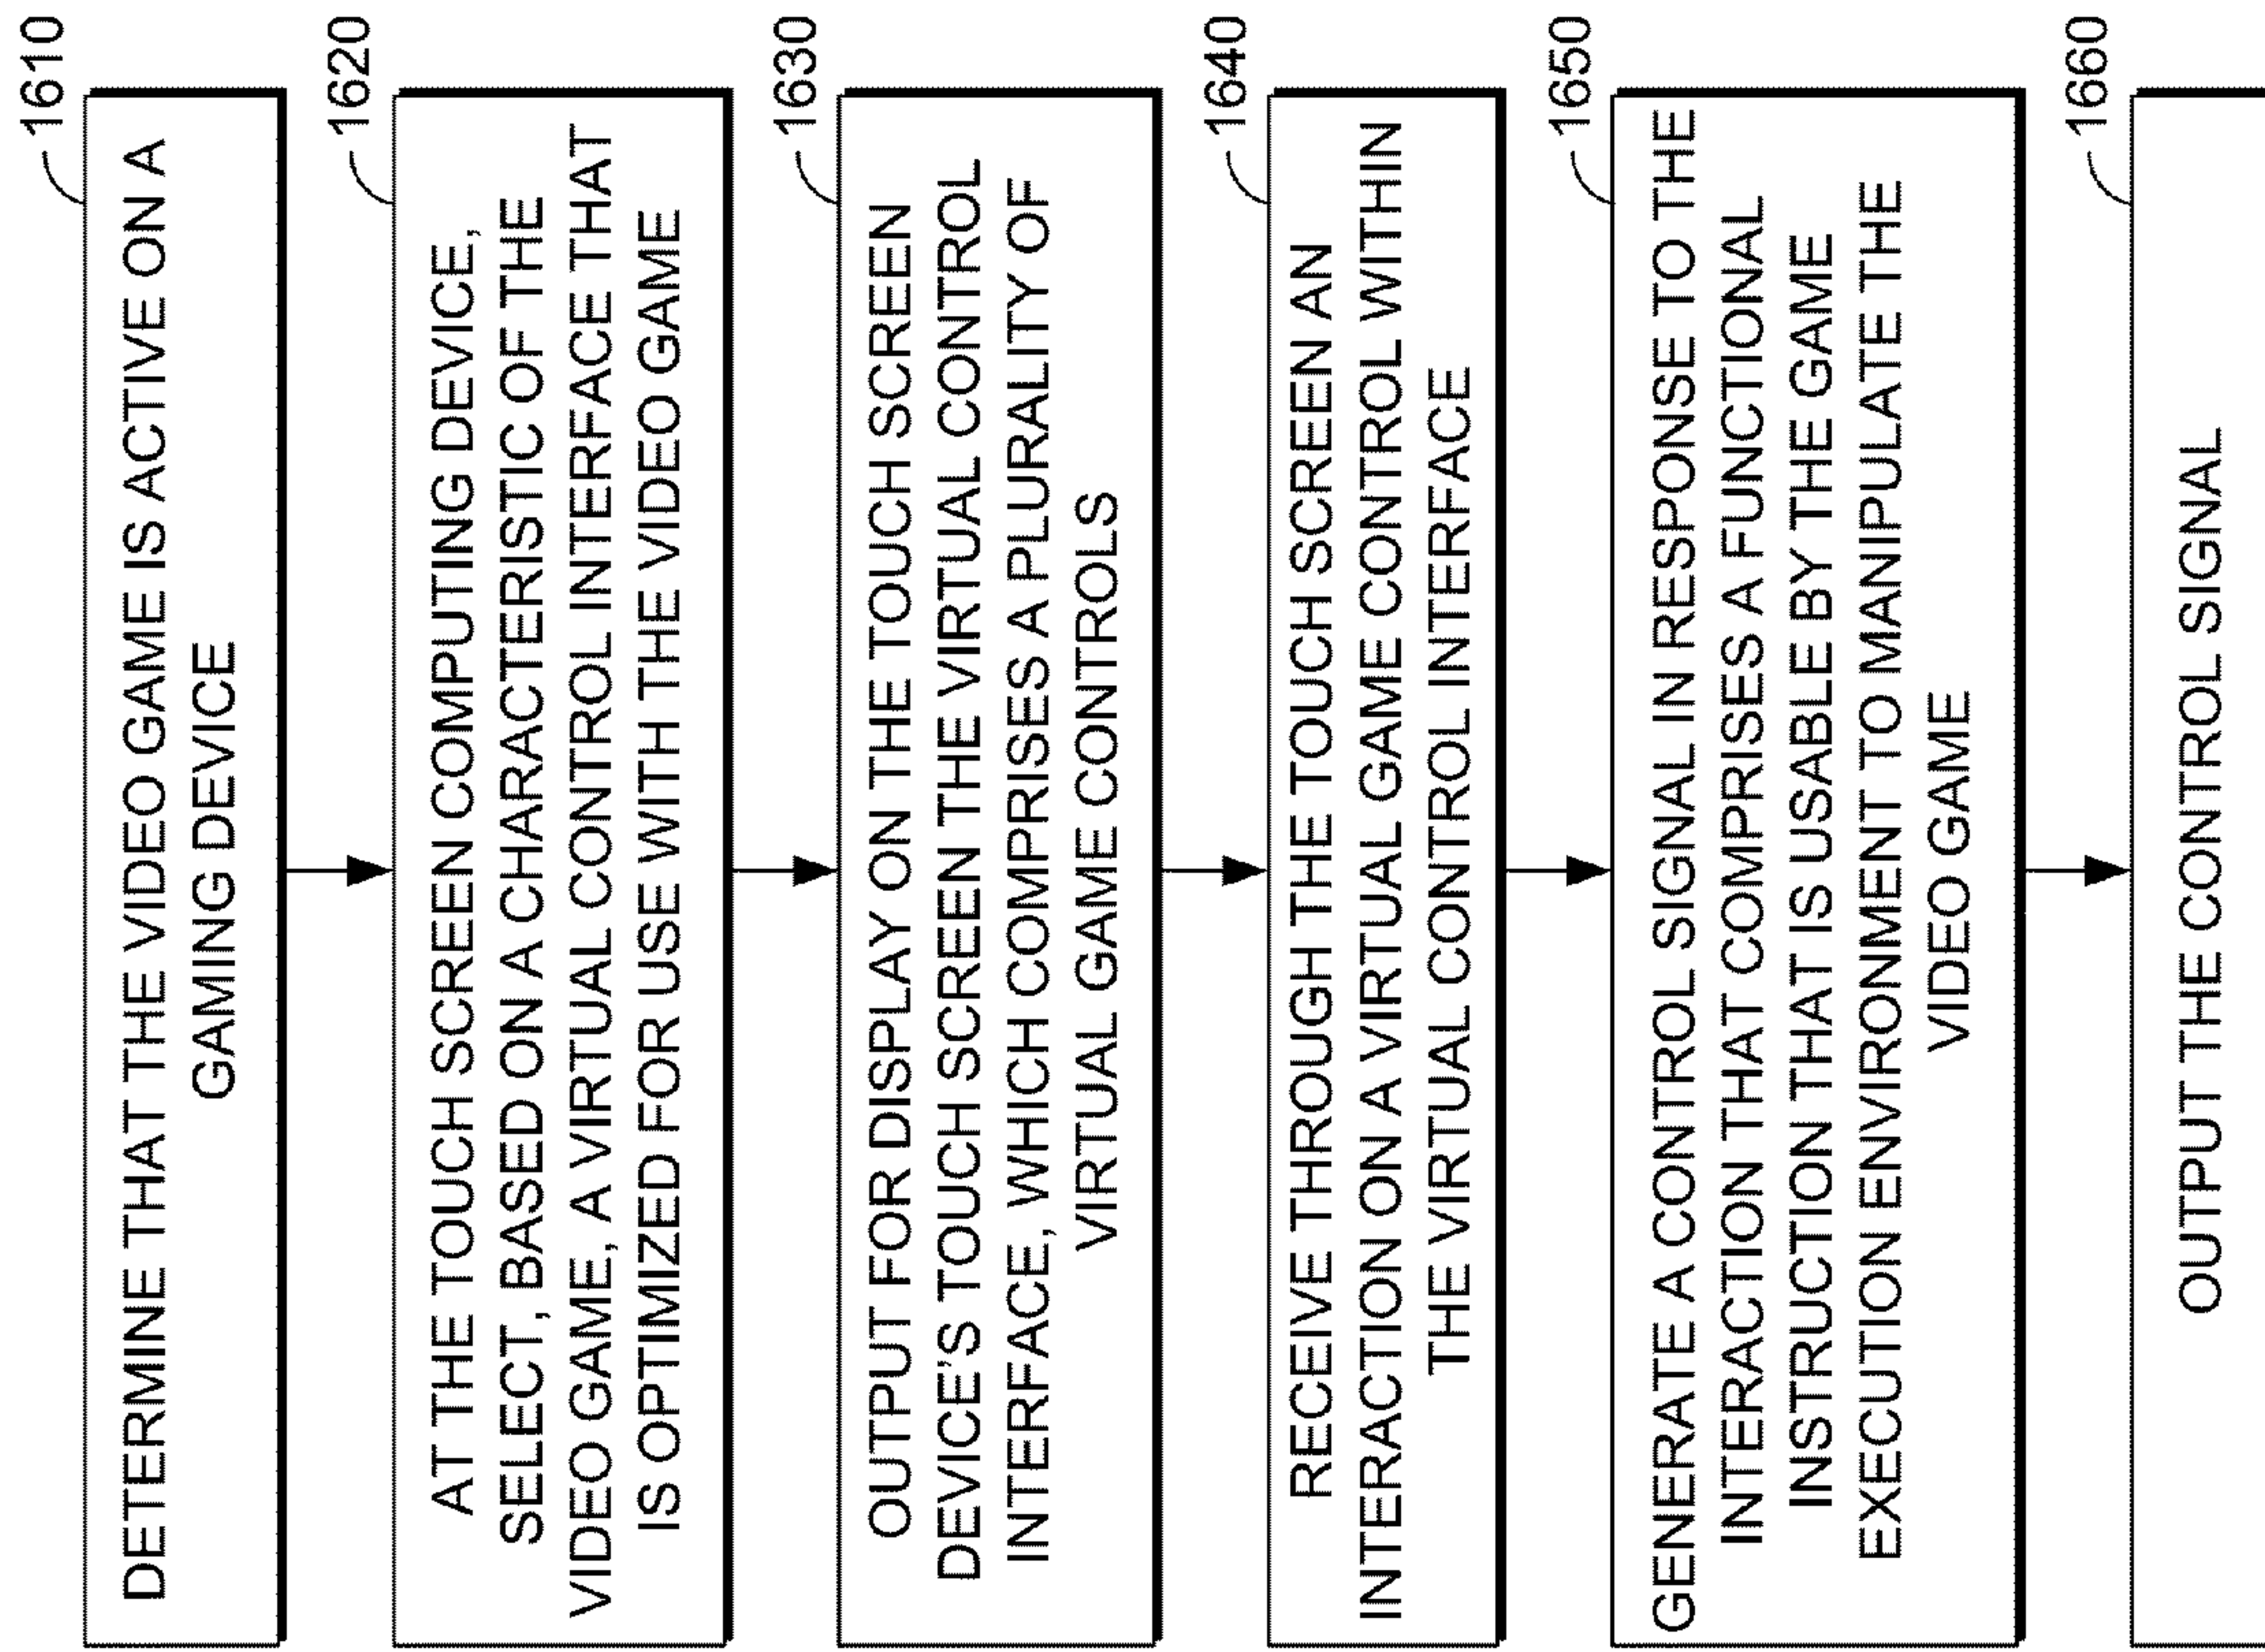 1610
DETERMINE THAT THE VIDEO GAME IS ACTIVE ON A
GAMING DEVICE
1620
AT THE TOUCH SCREEN COMPUTING DEVICE,
SELECT, BASED ON A CHARACTERISTIC OF THE
VIDEO GAME, A VIRTUAL CONTROL INTERFACE THAT
IS OPTIMIZED FOR USE WITH THE VIDEO GAME
1630
OUTPUT FOR DISPLAY ON THE TOUCH SCREEN
DEVICE'S TOUCH SCREEN THE VIRTUAL CONTROL
INTERFACE, WHICH COMPRISES A PLURALITY OF
VIRTUAL GAME CONTROLS
1640
RECEIVE THROUGH THE TOUCH SCREEN AN
INTERACTION ON A VIRTUAL GAME CONTROL WITHIN
THE VIRTUAL CONTROL INTERFACE
1650
GENERATE A CONTROL SIGNAL IN RESPONSE TO THE
INTERACTION THAT COMPRISES A FUNCTIONAL
INSTRUCTION THAT IS USABLE BY THE GAME
EXECUTION ENVIRONMENT TO MANIPULATE THE
VIDEO GAME
1660
OUTPUT THE CONTROL SIGNAL